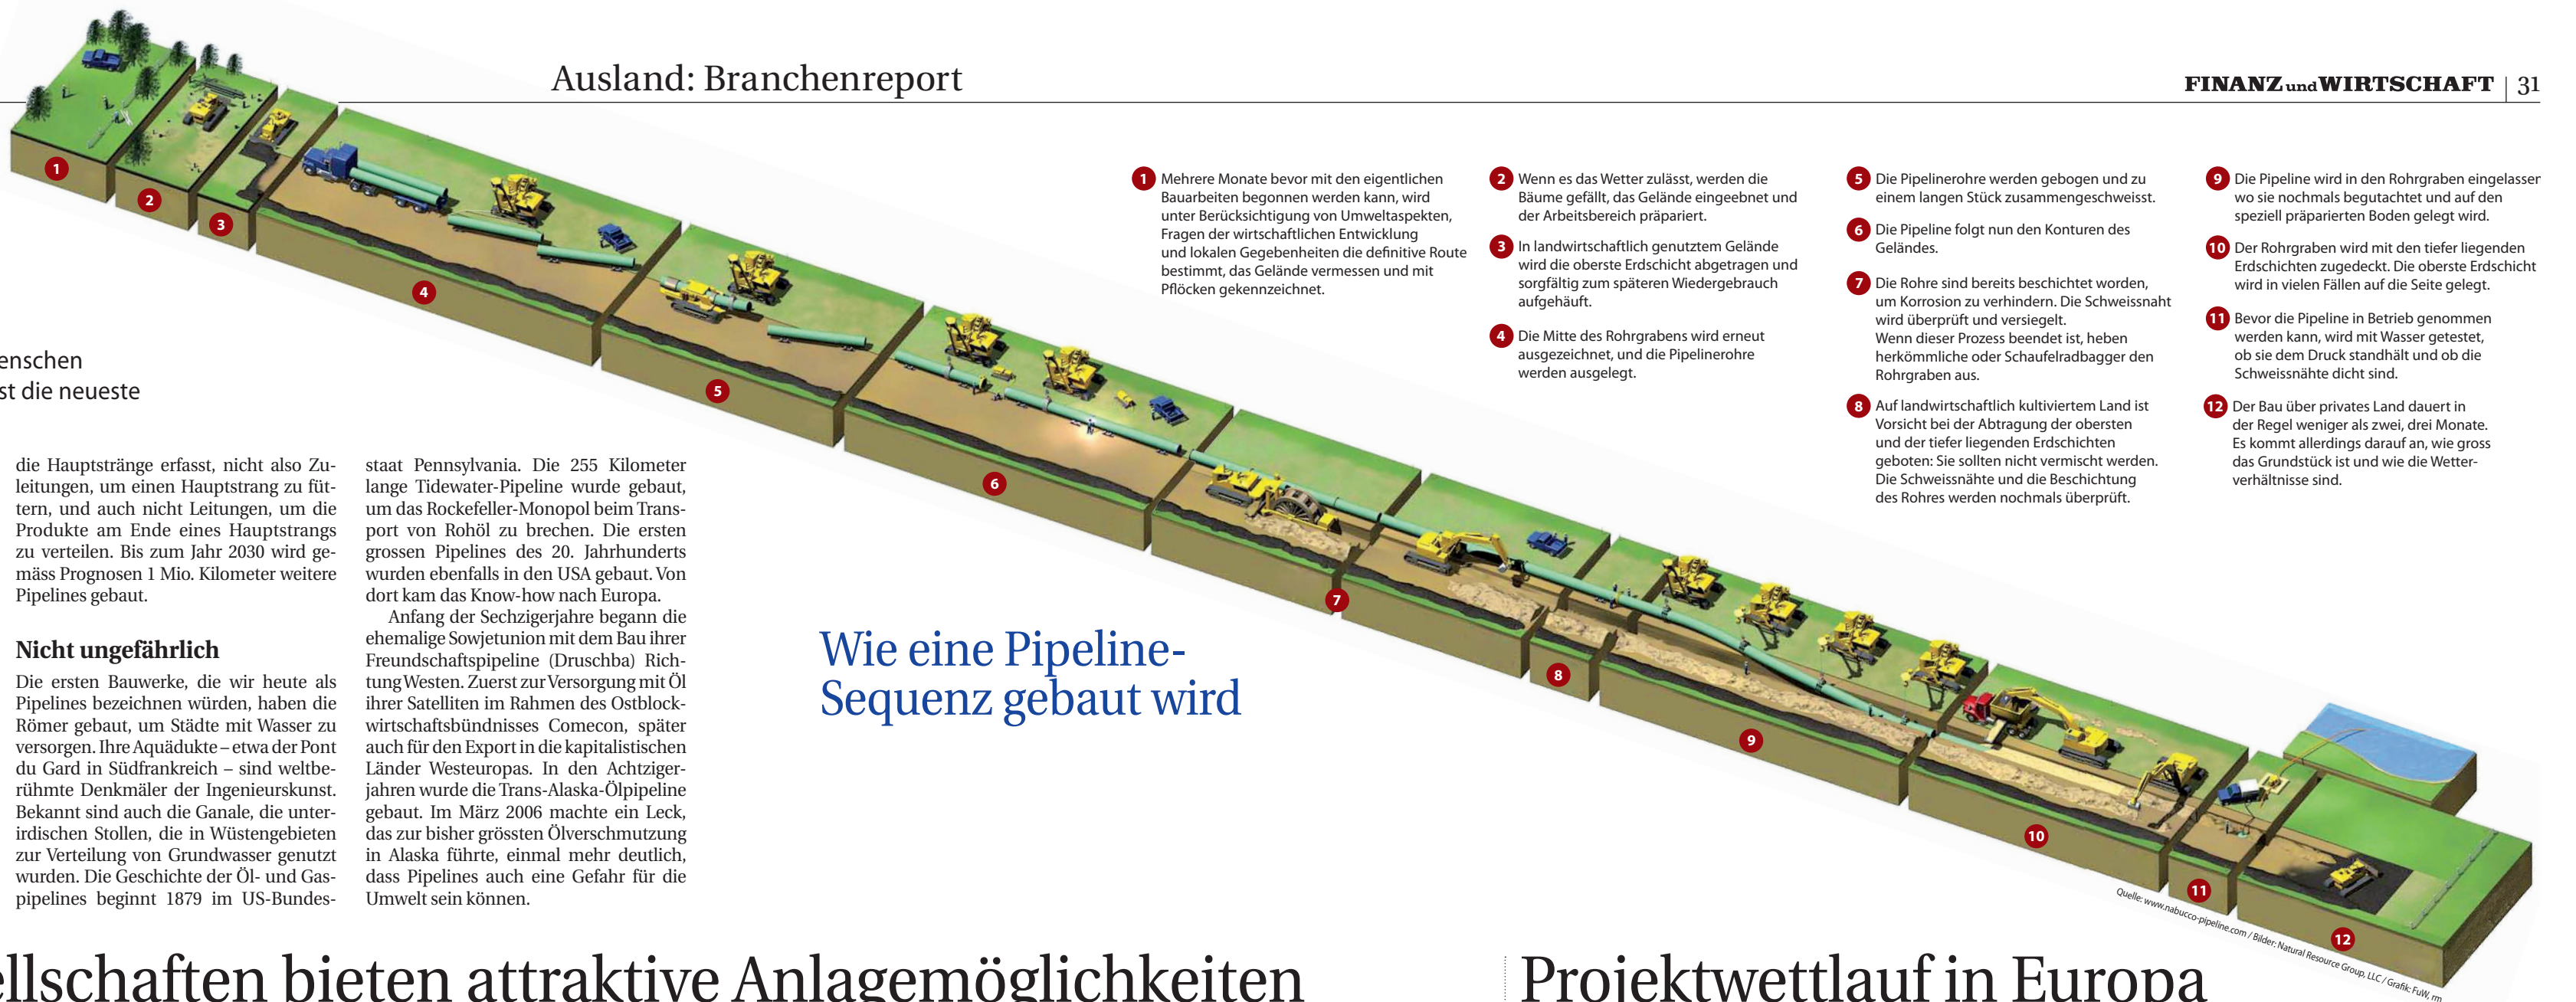 Ausland: Branchenreport
FINANZ und WIRTSCHAFT | 31
1 Mehrere Monate bevor mit den eigentlichen
Bauarbeiten begonnen werden kann, wird
unter Berücksichtigung von Umweltaspekten,
Fragen der wirtschaftlichen Entwicklung
und lokalen Gegebenheiten die definitive Route
bestimmt, das Gelände vermessen und mit
Pflöcken gekennzeichnet.
2 Wenn es das Wetter zulässt, werden die
Bäume gefällt, das Gelände eingeebnet und
der Arbeitsbereich präpariert.
3 In landwirtschaftlich genutztem Gelände
wird die oberste Erdschicht abgetragen und
sorgfältig zum späteren Wiedergebrauch
aufgehäuft.
4 Die Mitte des Rohrgrabens wird erneut
ausgezeichnet, und die Pipelinerohre
werden ausgelegt.
5 Die Pipelinerohre werden gebogen und zu
einem langen Stück zusammengeschweisst.
6 Die Pipeline folgt nun den Konturen des
Geländes.
7 Die Rohre sind bereits beschichtet worden,
um Korrosion zu verhindern. Die Schweissnaht
wird überprüft und versiegelt.
Wenn dieser Prozess beendet ist, heben
herkömmliche oder Schaufelradbagger den
Rohrgraben aus.
8 Auf landwirtschaftlich kultiviertem Land ist
Vorsicht bei der Abtragung der obersten
und der tiefer liegenden Erdschichten
geboten: Sie sollten nicht vermischt werden.
Die Schweissnähte und die Beschichtung
des Rohres werden nochmals überprüft.
9 Die Pipeline wird in den Rohrgraben eingelassen
wo sie nochmals begutachtet und auf den
speziell präparierten Boden gelegt wird.
10 Der Rohrgraben wird mit den tiefer liegenden
Erdschichten zugedeckt. Die oberste Erdschicht
wird in vielen Fällen auf die Seite gelegt.
11 Bevor die Pipeline in Betrieb genommen
werden kann, wird mit Wasser getestet,
ob sie dem Druck standhält und ob die
Schweissnähte dicht sind.
12 Der Bau über privates Land dauert in
der Regel weniger als zwei, drei Monate.
Es kommt allerdings darauf an, wie gross
das Grundstück ist und wie die Wetter-
verhältnisse sind.
1
2
3
4
5
6
7
8
9
10
11
12
enschen
st die neueste
die Hauptstränge erfasst, nicht also Zu-
leitungen, um einen Hauptstrang zu füt-
tern, und auch nicht Leitungen, um die
Produkte am Ende eines Hauptstrangs
zu verteilen. Bis zum Jahr 2030 wird ge-
mäss Prognosen 1 Mio. Kilometer weitere
Pipelines gebaut.
Nicht ungefährlich
Die ersten Bauwerke, die wir heute als
Pipelines bezeichnen würden, haben die
Römer gebaut, um Städte mit Wasser zu
versorgen. Ihre Aquädukte – etwa der Pont
du Gard in Südfrankreich – sind weltbe-
rühmte Denkmäler der Ingenieurskunst.
Bekannt sind auch die Ganale, die unter-
irdischen Stollen, die in Wüstengebieten
zur Verteilung von Grundwasser genutzt
wurden. Die Geschichte der Öl- und Gas-
pipelines beginnt 1879 im US-Bundes-
staat Pennsylvania. Die 255 Kilometer
lange Tidewater-Pipeline wurde gebaut,
um das Rockefeller-Monopol beim Trans-
port von Rohöl zu brechen. Die ersten
grossen Pipelines des 20. Jahrhunderts
wurden ebenfalls in den USA gebaut. Von
dort kam das Know-how nach Europa.
Anfang der Sechzigerjahre begann die
ehemalige Sowjetunion mit dem Bau ihrer
Freundschaftspipeline (Druschba) Rich-
tung Westen. Zuerst zur Versorgung mit Öl
ihrer Satelliten im Rahmen des Ostblock-
wirtschaftsbündnisses Comecon, später
auch für den Export in die kapitalistischen
Länder Westeuropas. In den Achtziger-
jahren wurde die Trans-Alaska-Ölpipeline
gebaut. Im März 2006 machte ein Leck,
das zur bisher grössten Ölverschmutzung
in Alaska führte, einmal mehr deutlich,
dass Pipelines auch eine Gefahr für die
Umwelt sein können.
Wie eine Pipeline-
Sequenz gebaut wird
Quelle: www.nabucco-pipeline.com / Bilder: Natural Resource Group, LLC / Grafik: FuW, rm
ellschaften bieten attraktive Anlagemöglichkeiten
Projektwettlauf in Europa